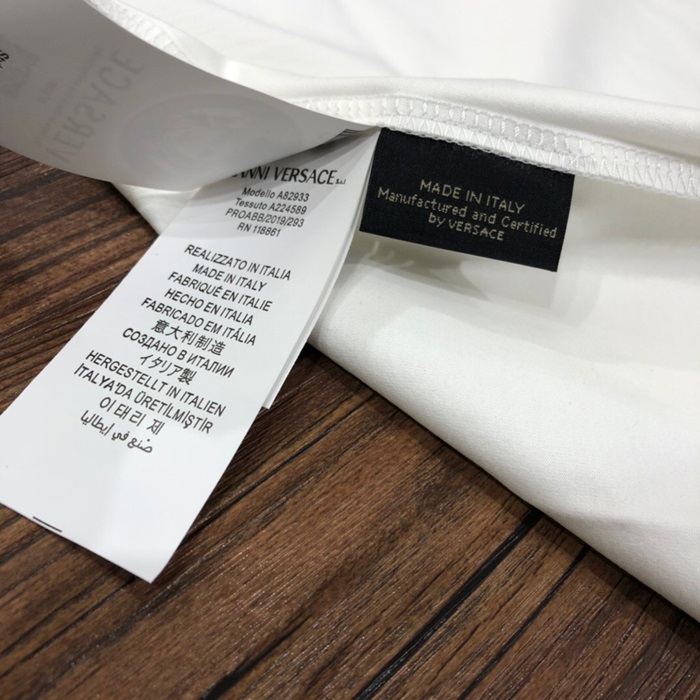 ANNI VERSACE S.r.l.
Modello A82933
Tessuto A224589
PROABB/2019/293
RN 118861
REALIZZATO IN ITALIA
MADE IN ITALY
FABRIQUÉ EN ITALIE
HECHO EN ITALIA
FABRICADO EM ITÁLIA
意大利制造
СОЗДАНО В ИТАЛИИ
イタリア製
HERGESTELLT IN ITALIEN
İTALYA'DA ÜRETİLMİŞTİR
이 태 리 제
صُنع في إيطاليا
MADE IN ITALY
Manufactured and Certified
by VERSACE
VERSACE